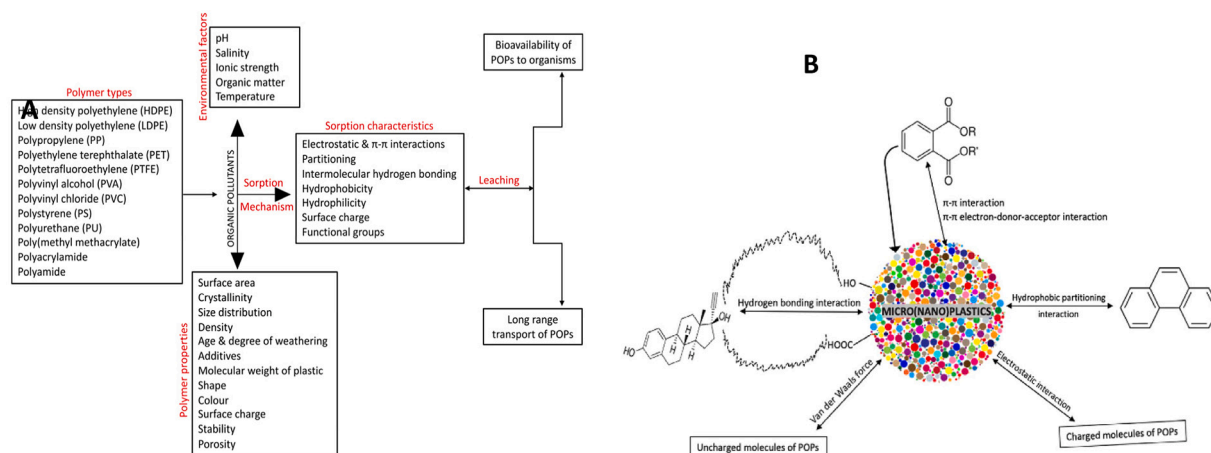 A
Polymer types
High density polyethylene (HDPE)
Low density polyethylene (LDPE)
Polypropylene (PP)
Polyethylene terephthalate (PET)
Polytetrafluoroethylene (PTFE)
Polyvinyl alcohol (PVA)
Polyvinyl chloride (PVC)
Polystyrene (PS)
Polyurethane (PU)
Poly(methyl methacrylate)
Polyacrylamide
Polyamide
Environmental factors
pH
Salinity
Ionic strength
Organic matter
Temperature
ORGANIC POLLUTANTS
Sorption
Mechanism
Polymer properties
Surface area
Crystallinity
Size distribution
Density
Age & degree of weathering
Additives
Molecular weight of plastic
Shape
Colour
Surface charge
Stability
Porosity
Sorption characteristics
Electrostatic & π-π interactions
Partitioning
Intermolecular hydrogen bonding
Hydrophobicity
Hydrophilicity
Surface charge
Functional groups
Leaching
Bioavailability of
POPs to organisms
Long range
transport of POPs
B
O
OR
OR'
O
π-π interaction
π-π electron-donor-acceptor interaction
HO
Hydrogen bonding interaction
MICRO(NANO)PLASTICS
Hydrophobic partitioning
interaction
OH
H
H
H
HO
HOOC
Van der Waals force
Electrostatic interaction
Uncharged molecules of POPs
Charged molecules of POPs